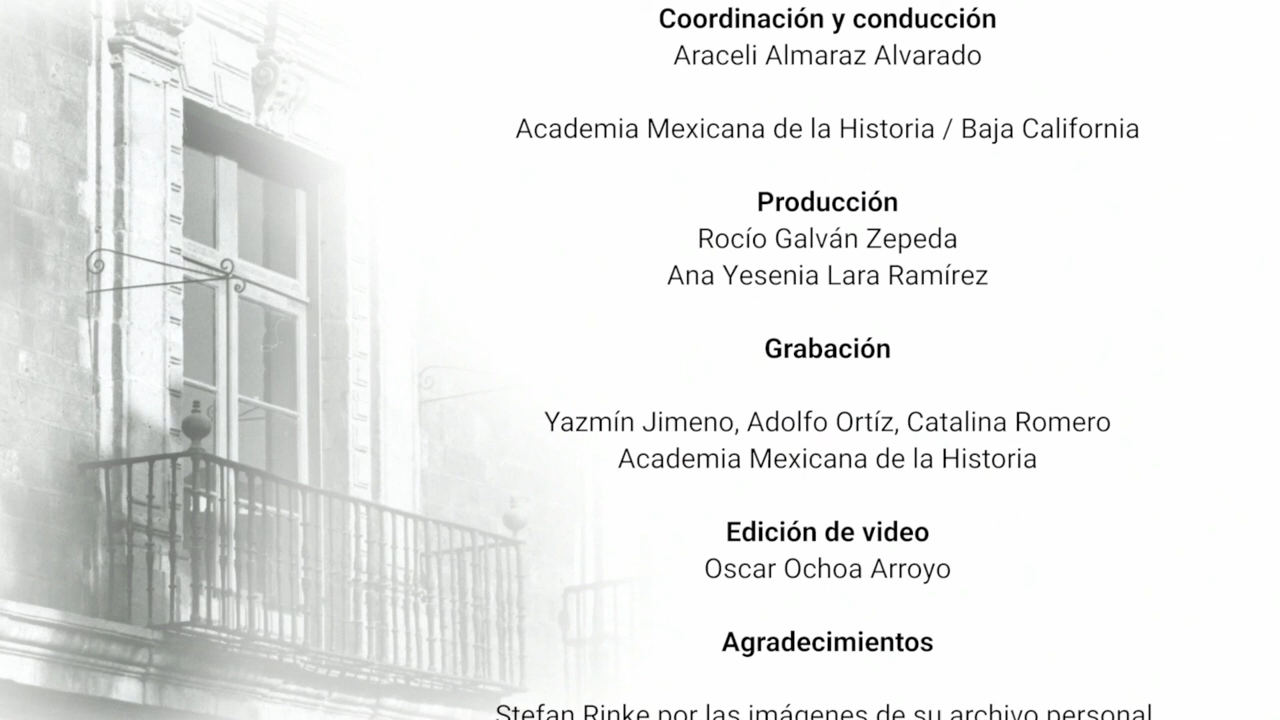 Coordinación y conducción
Araceli Almaraz Alvarado
Academia Mexicana de la Historia / Baja California
Producción
Rocío Galván Zepeda
Ana Yesenia Lara Ramírez
Grabación
Yazmín Jimeno, Adolfo Ortíz, Catalina Romero
Academia Mexicana de la Historia
Edición de video
Oscar Ochoa Arroyo
Agradecimientos
Stefan Rinke por las imágenes de su archivo personal